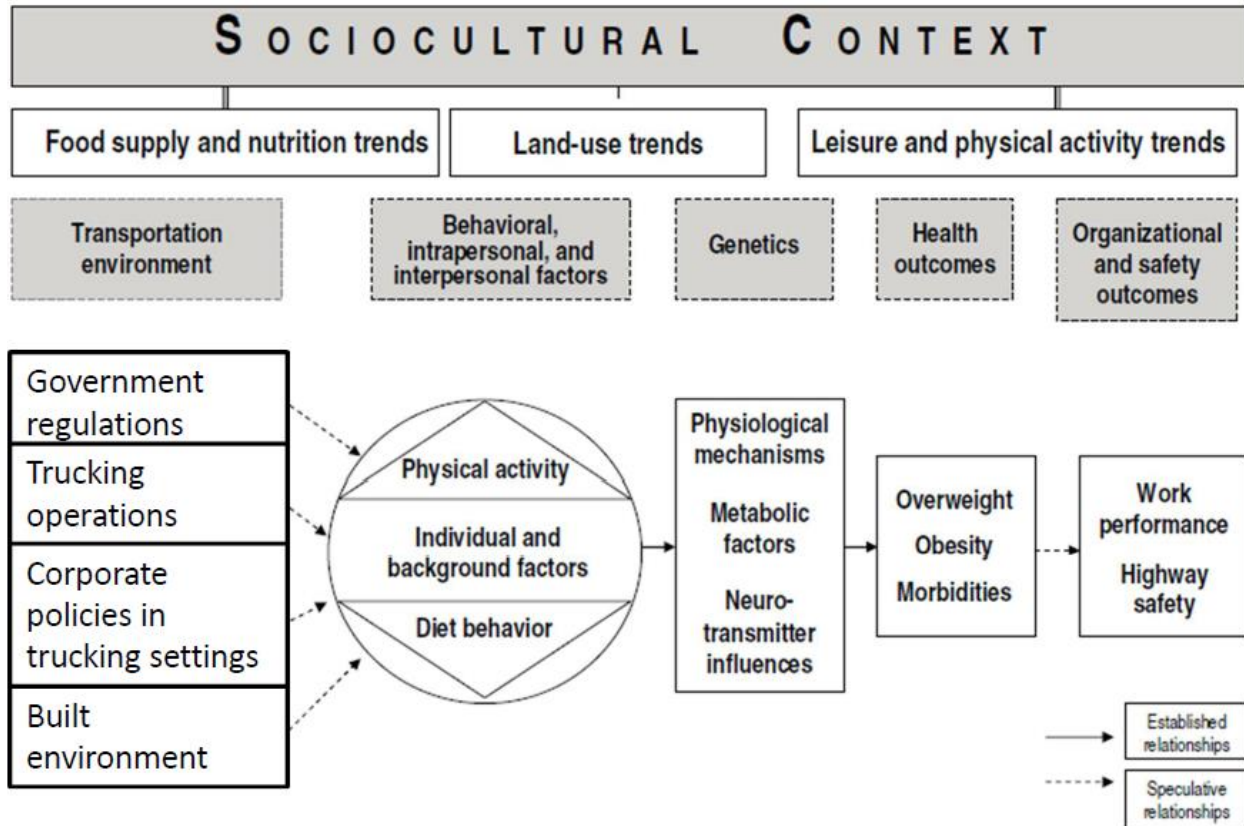 SOCIOCULTURAL CONTEXT
Food supply and nutrition trends
Land-use trends
Leisure and physical activity trends
Transportation
environment
Behavioral,
intrapersonal, and
interpersonal factors
Genetics
Health
outcomes
Organizational
and safety
outcomes
Government
regulations
Trucking
operations
Corporate
policies in
trucking settings
Built
environment
Physical activity
Individual and
background factors
Diet behavior
Physiological
mechanisms
Metabolic
factors
Neuro-
transmitter
influences
Overweight
Obesity
Morbidities
Work
performance
Highway
safety
Established
relationships
Speculative
relationships